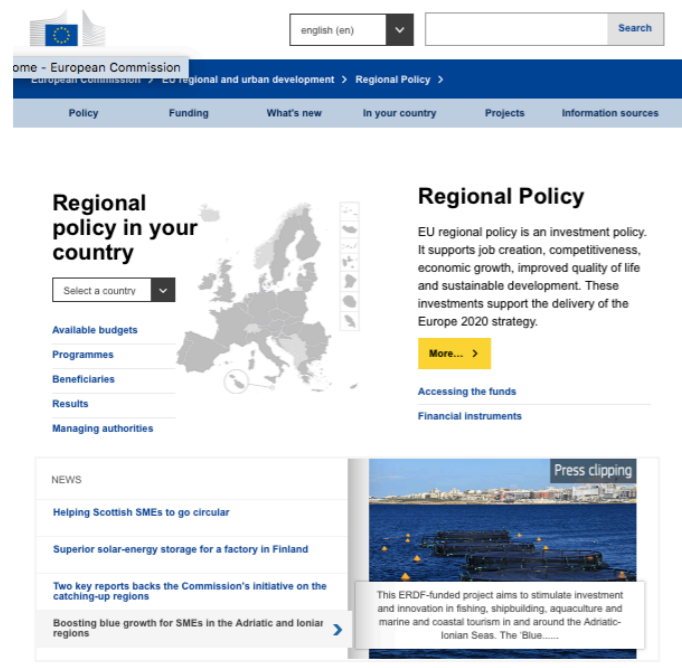 english (en)
Search
ome - European Commission
European Commission > EU regional and urban development > Regional Policy >
Policy
Funding
What's new
In your country
Projects
Information sources
Regional
policy in your
country
Select a country
Available budgets
Programmes
Beneficiaries
Results
Managing authorities
Regional Policy
EU regional policy is an investment policy.
It supports job creation, competitiveness,
economic growth, improved quality of life
and sustainable development. These
investments support the delivery of the
Europe 2020 strategy.
More... >
Accessing the funds
Financial instruments
NEWS
Helping Scottish SMEs to go circular
Superior solar-energy storage for a factory in Finland
Two key reports backs the Commission's initiative on the
catching-up regions
Boosting blue growth for SMEs in the Adriatic and Ionian
regions
Press clipping
This ERDF-funded project aims to stimulate investment
and innovation in fishing, shipbuilding, aquaculture and
marine and coastal tourism in and around the Adriatic-
Ionian Seas. The 'Blue......